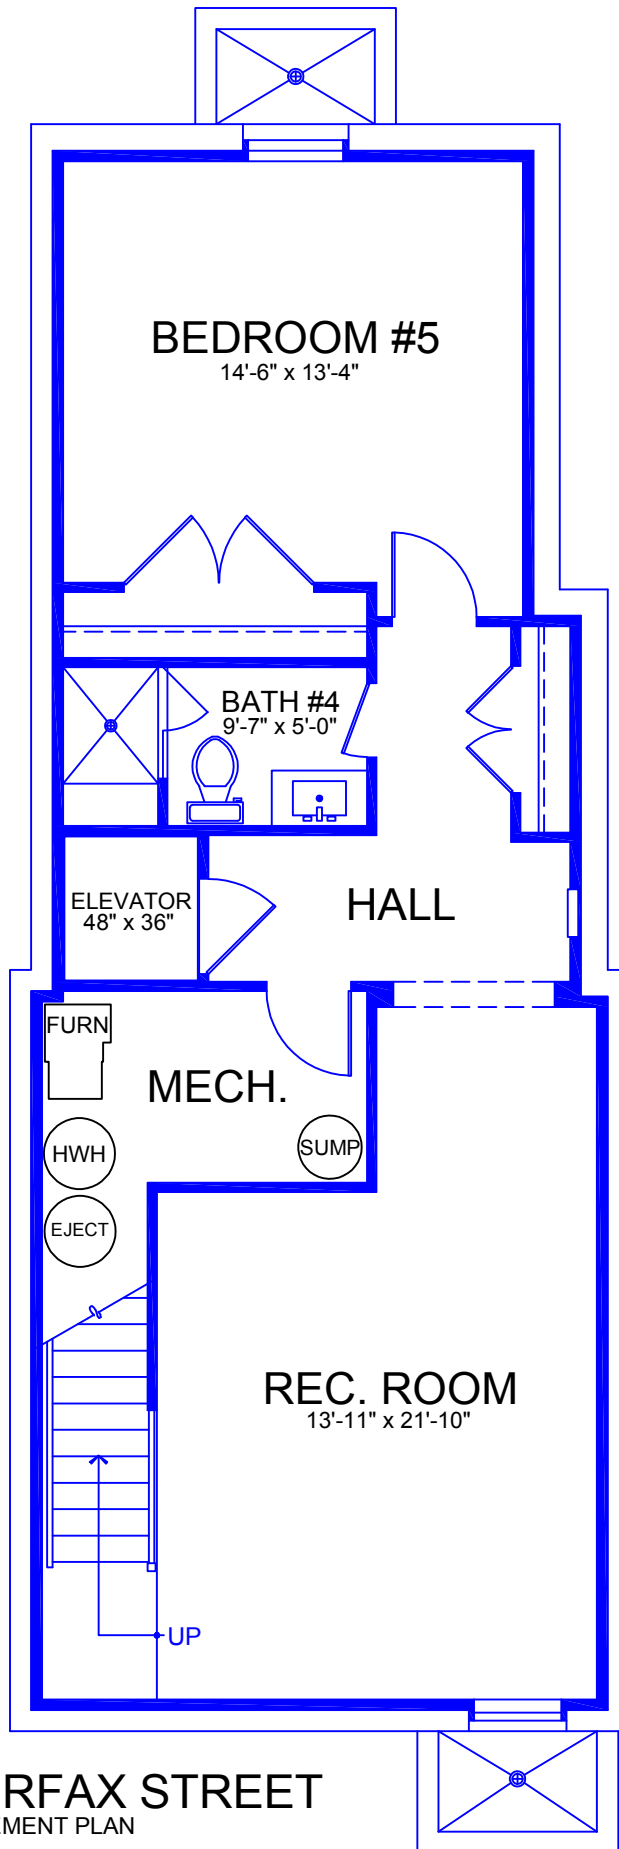 BEDROOM #5
14'-6" x 13'-4"
BATH #4
9'-7" x 5'-0"
ELEVATOR
48" x 36"
HALL
FURN
MECH.
HWH
SUMP
EJECT
REC. ROOM
13'-11" x 21'-10"
UP
RFAX STREET
EMENT PLAN